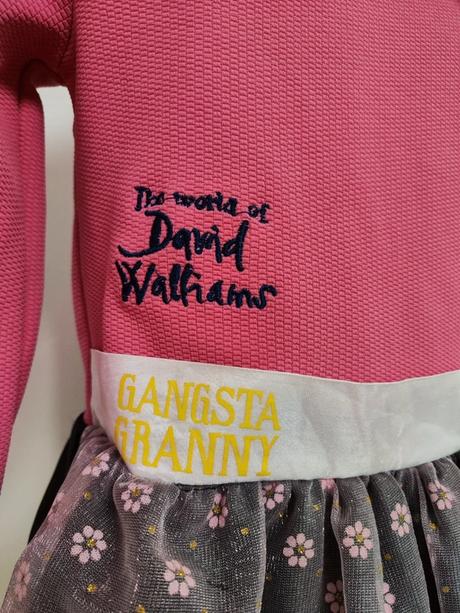 The world of
David
Walliams
GANGSTA
GRANNY